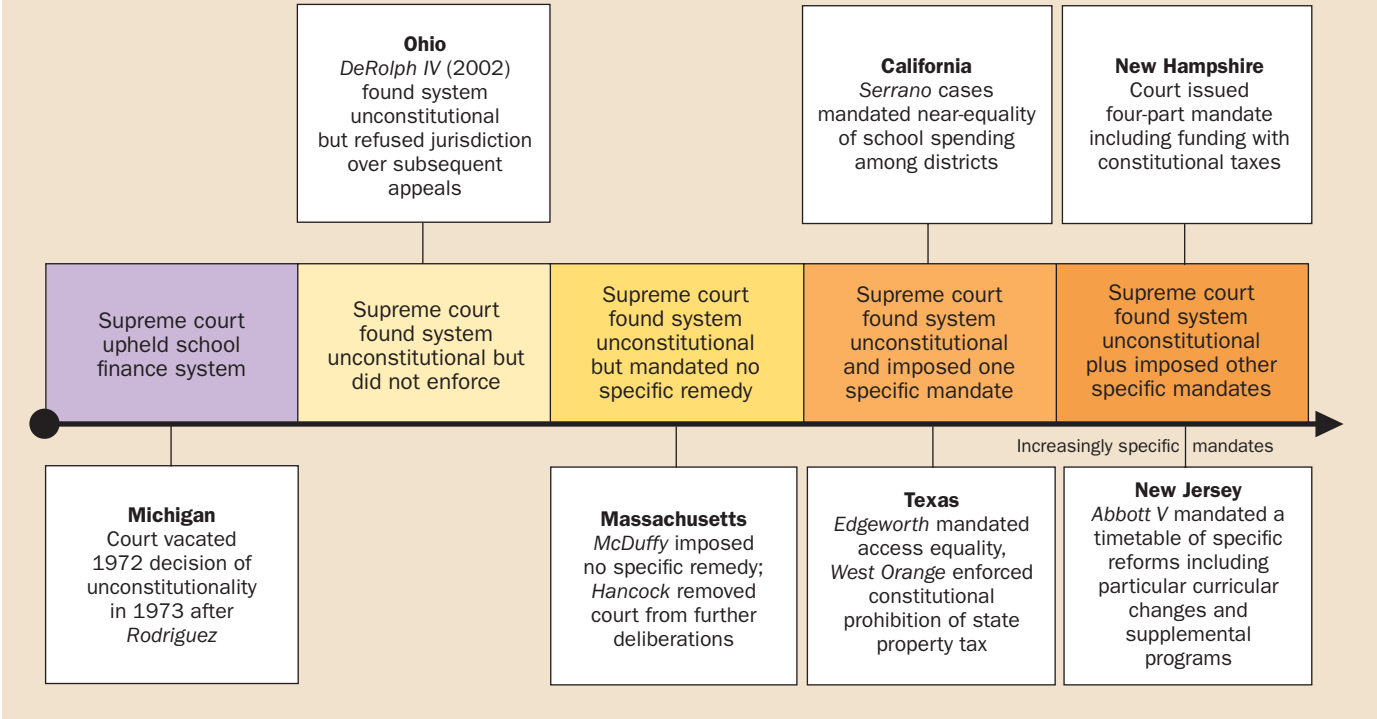 Ohio
DeRolph IV (2002)
found system
unconstitutional
but refused jurisdiction
over subsequent
appeals
California
Serrano cases
mandated near-equality
of school spending
among districts
New Hampshire
Court issued
four-part mandate
including funding with
constitutional taxes
Supreme court
upheld school
finance system
Supreme court
found system
unconstitutional but
did not enforce
Supreme court
found system
unconstitutional
but mandated no
specific remedy
Supreme court
found system
unconstitutional
and imposed one
specific mandate
Supreme court
found system
unconstitutional
plus imposed other
specific mandates
Increasingly specific mandates
Michigan
Court vacated
1972 decision of
unconstitutionality
in 1973 after
Rodriguez
Massachusetts
McDuffy imposed
no specific remedy;
Hancock removed
court from further
deliberations
Texas
Edgeworth mandated
access equality,
West Orange enforced
constitutional
prohibition of state
property tax
New Jersey
Abbott V mandated a
timetable of specific
reforms including
particular curricular
changes and
supplemental
programs